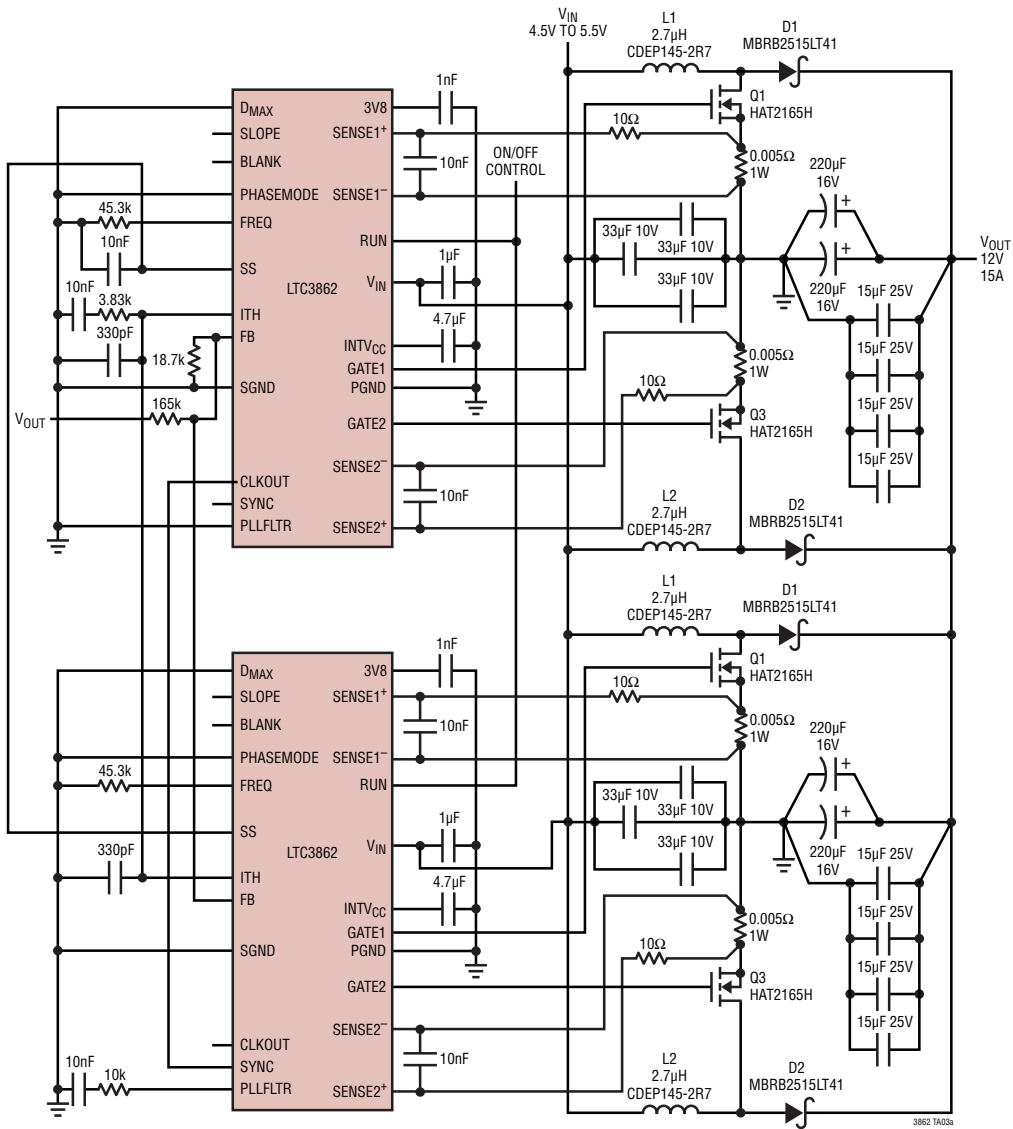 VIN
4.5V TO 5.5V
L1
2.7µH
CDEP145-2R7
D1
MBRB2515LT41
1nF
DMAX
3V8
Q1
HAT2165H
SLOPE
SENSE1+
10Ω
BLANK
10nF
ON/OFF
CONTROL
0.005Ω
1W
220µF
16V
+
PHASEMODE
SENSE1–
45.3k
FREQ
10nF
RUN
33µF 10V
33µF 10V
33µF 10V
+
VOUT
12V
15A
SS
1µF
VIN
LTC3862
220µF
16V
15µF 25V
10nF
3.83k
ITH
4.7µF
330pF
FB
INTVCC
0.005Ω
1W
15µF 25V
18.7k
GATE1
10Ω
SGND
PGND
VOUT
165k
GATE2
Q3
HAT2165H
15µF 25V
15µF 25V
SENSE2–
CLKOUT
10nF
SYNC
L2
2.7µH
CDEP145-2R7
D2
MBRB2515LT41
PLLFLTR
SENSE2+
L1
2.7µH
CDEP145-2R7
D1
MBRB2515LT41
1nF
DMAX
3V8
Q1
HAT2165H
SLOPE
SENSE1+
10Ω
BLANK
10nF
0.005Ω
1W
220µF
16V
+
PHASEMODE
SENSE1–
45.3k
FREQ
RUN
33µF 10V
33µF 10V
33µF 10V
+
SS
1µF
330pF
VIN
LTC3862
220µF
16V
15µF 25V
ITH
4.7µF
FB
INTVCC
0.005Ω
1W
15µF 25V
GATE1
10Ω
SGND
PGND
GATE2
Q3
HAT2165H
15µF 25V
15µF 25V
SENSE2–
CLKOUT
10nF
10nF
10k
SYNC
L2
2.7µH
CDEP145-2R7
D2
MBRB2515LT41
PLLFLTR
SENSE2+
3862 TA03a